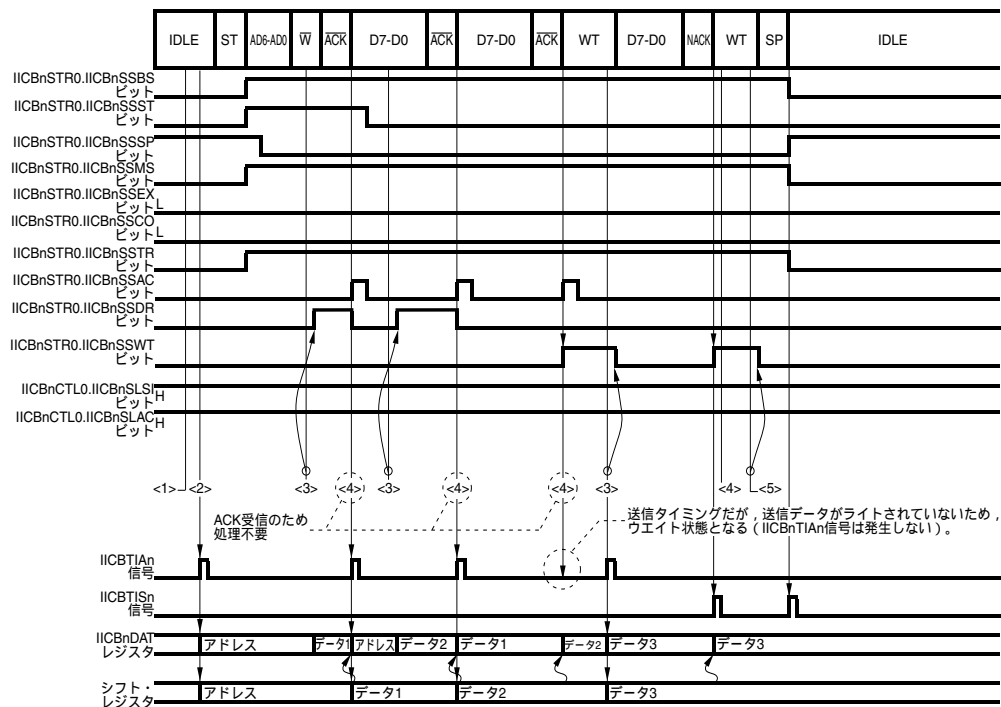 IDLE ST AD6-AD0 W ACK D7-D0 ACK D7-D0 ACK WT D7-D0 NACK WT SP IDLE
IICBnSTR0.IICBnSSBS
ビット
IICBnSTR0.IICBnSSST
ビット
IICBnSTR0.IICBnSSSP
ビット
IICBnSTR0.IICBnSSMS
ビット
IICBnSTR0.IICBnSSEX
ビット L
IICBnSTR0.IICBnSSCO
ビット L
IICBnSTR0.IICBnSSTR
ビット
IICBnSTR0.IICBnSSAC
ビット
IICBnSTR0.IICBnSSDR
ビット
IICBnSTR0.IICBnSSWT
ビット
IICBnCTL0.IICBnSLSI H
ビット
IICBnCTL0.IICBnSLAC H
ビット
<1> <2> <3> <4> <3> <4> <4> <3> <4> <5>
ACK受信のため
処理不要
送信タイミングだが，送信データがライトされていないため，
ウエイト状態となる（IICBnTIAn信号は発生しない）。
IICBTIAn
信号
IICBTISn
信号
IICBnDAT
レジスタ
アドレス データ1 アドレス データ2 データ1 データ2 データ3 データ3
シフト・
レジスタ
アドレス データ1 データ2 データ3